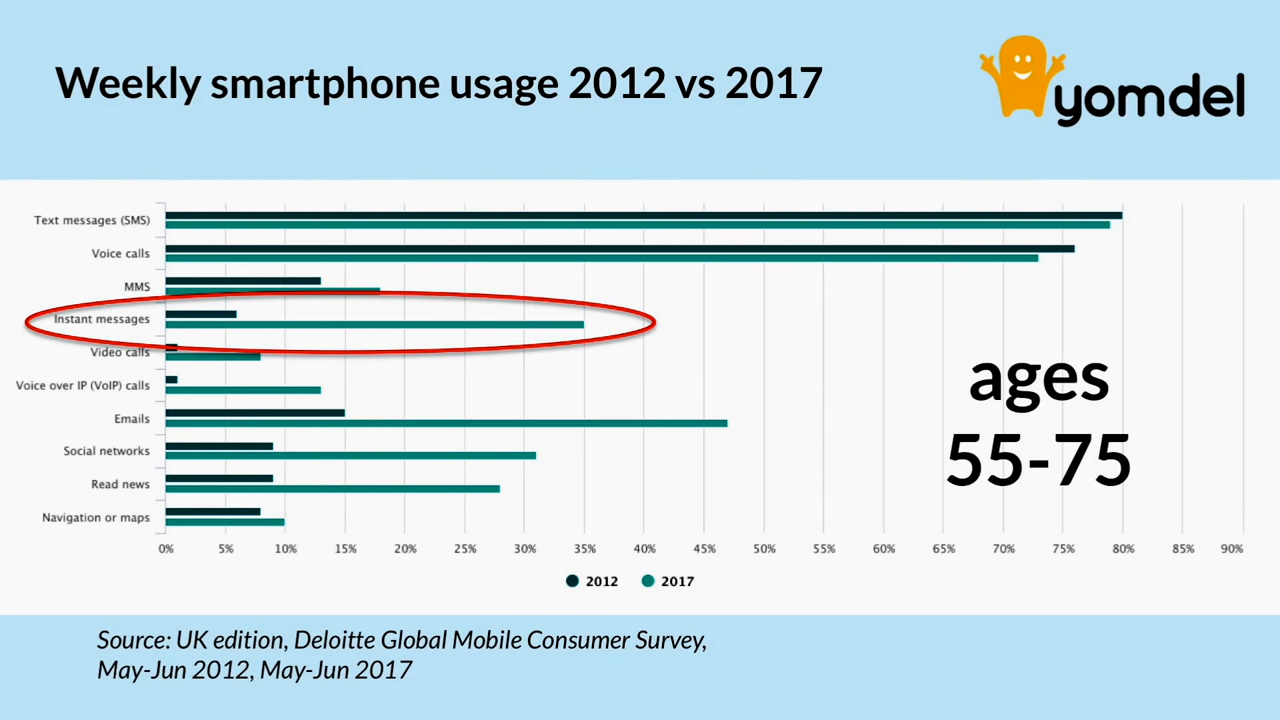 Weekly smartphone usage 2012 vs 2017
yomdel
Text messages (SMS)
Voice calls
MMS
Instant messages
Video calls
Voice over IP (VoIP) calls
Emails
Social networks
Read news
Navigation or maps
ages
55-75
0% 5% 10% 15% 20% 25% 30% 35% 40% 45% 50% 55% 60% 65% 70% 75% 80% 85% 90%
2012 2017
Source: UK edition, Deloitte Global Mobile Consumer Survey,
May-Jun 2012, May-Jun 2017